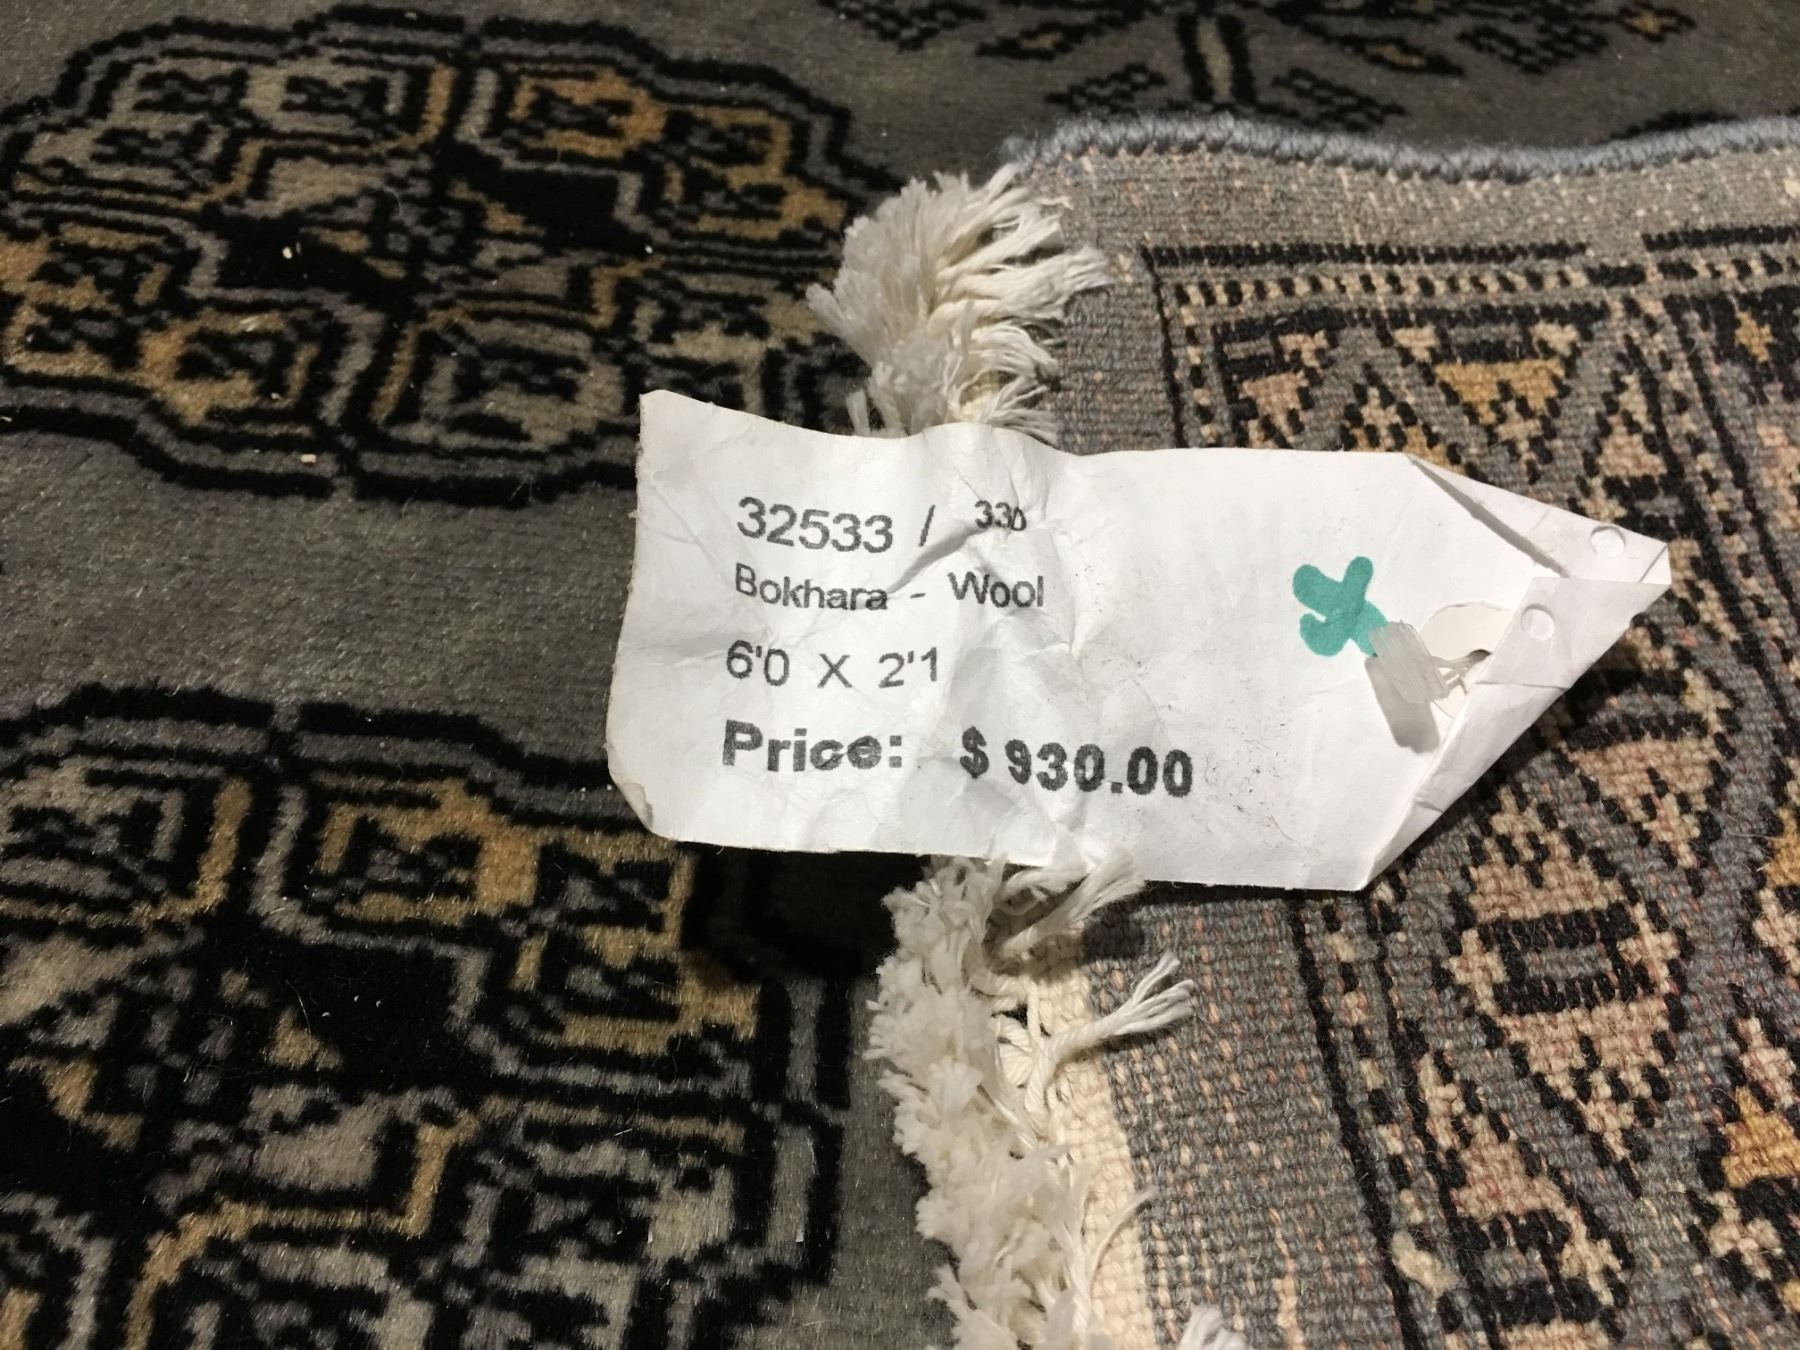 32533 / 330
Bokhara - Wool
6'0 X 2'1
Price: $ 930.00